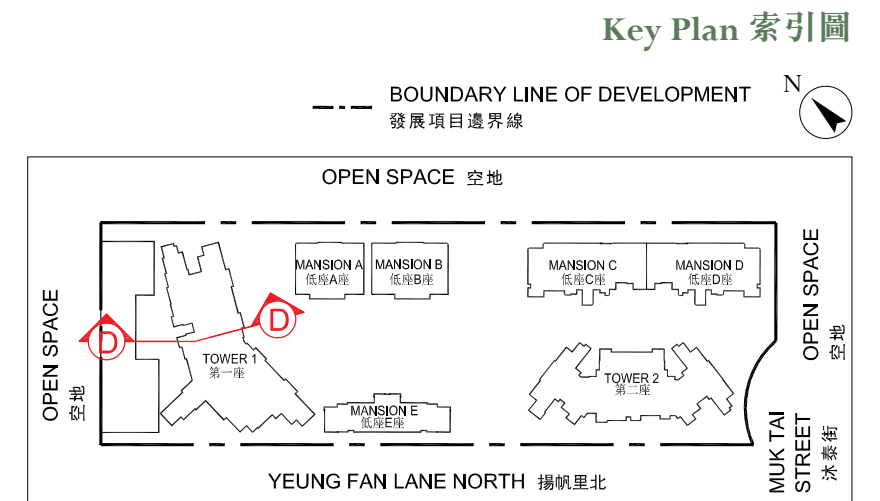 Key Plan 索引圖
N
BOUNDARY LINE OF DEVELOPMENT
發展項目邊界線
OPEN SPACE 空地
OPEN SPACE
空地
MANSION A
低座A座
MANSION B
低座B座
MANSION C
低座C座
MANSION D
低座D座
OPEN SPACE
空地
D
D
TOWER 1
第一座
TOWER 2
第二座
MANSION E
低座E座
MUK TAI
STREET
沐泰街
YEUNG FAN LANE NORTH 揚帆里北